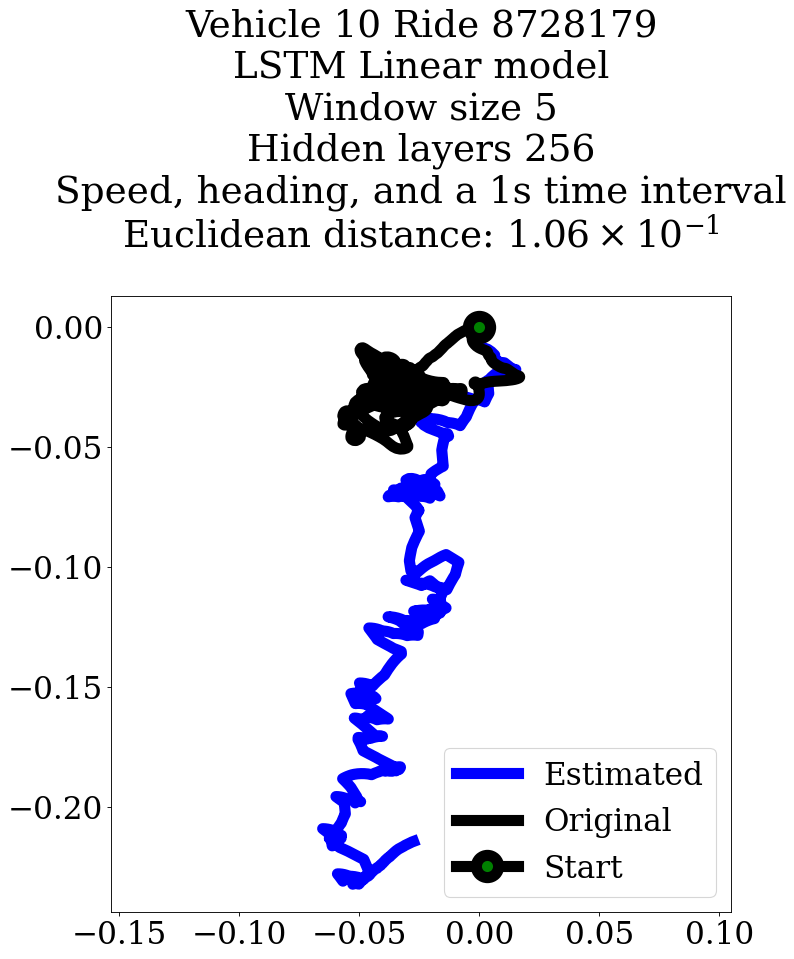 Vehicle 10 Ride 8728179
LSTM Linear model
Window size 5
Hidden layers 256
Speed, heading, and a 1s time interval
Euclidean distance: 1.06 × 10⁻¹
0.00
−0.05
−0.10
−0.15
−0.20
Estimated
Original
Start
−0.15 −0.10 −0.05 0.00 0.05 0.10